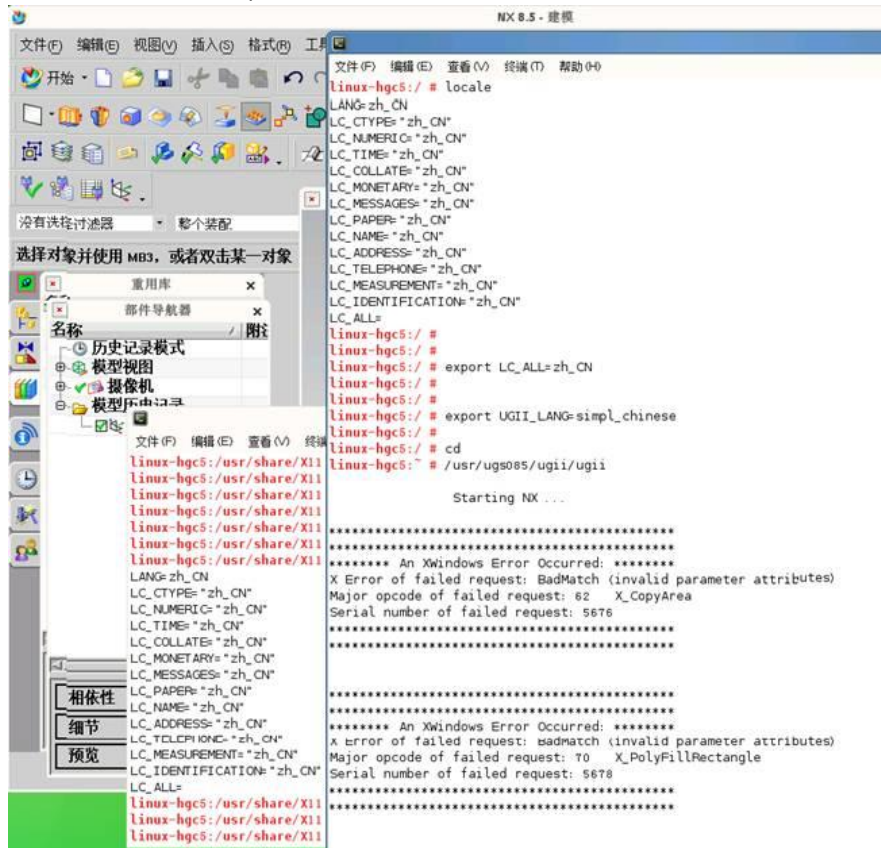 NX 8.5 - 建模
文件(F) 编辑(E) 视图(V) 插入(S) 格式(R)
开始
没有选择过滤器 整个装配
选择对象并使用 MB3，或者双击某一对象
重用库
部件导航器
名称 附
历史记录模式
模型视图
摄像机
模型历史记录
相依性
细节
预览
文件(F) 编辑(E) 查看(V) 终端
linux-hgc5:/usr/share/X11
linux-hgc5:/usr/share/X11
linux-hgc5:/usr/share/X11
linux-hgc5:/usr/share/X11
linux-hgc5:/usr/share/X11
linux-hgc5:/usr/share/X11
linux-hgc5:/usr/share/X11
LANG=zh_CN
LC_CTYPE="zh_CN"
LC_NUMERIC="zh_CN"
LC_TIME="zh_CN"
LC_COLLATE="zh_CN"
LC_MONETARY="zh_CN"
LC_MESSAGES="zh_CN"
LC_PAPER="zh_CN"
LC_NAME="zh_CN"
LC_ADDRESS="zh_CN"
LC_TELEPHONE="zh_CN"
LC_MEASUREMENT="zh_CN"
LC_IDENTIFICATION="zh_CN"
LC_ALL=
linux-hgc5:/usr/share/X11
linux-hgc5:/usr/share/X11
linux-hgc5:/usr/share/X11
文件(F) 编辑(E) 查看(V) 终端(T) 帮助(H)
linux-hgc5:/ # locale
LANG=zh_CN
LC_CTYPE="zh_CN"
LC_NUMERIC="zh_CN"
LC_TIME="zh_CN"
LC_COLLATE="zh_CN"
LC_MONETARY="zh_CN"
LC_MESSAGES="zh_CN"
LC_PAPER="zh_CN"
LC_NAME="zh_CN"
LC_ADDRESS="zh_CN"
LC_TELEPHONE="zh_CN"
LC_MEASUREMENT="zh_CN"
LC_IDENTIFICATION="zh_CN"
LC_ALL=
linux-hgc5:/ #
linux-hgc5:/ #
linux-hgc5:/ # export LC_ALL=zh_CN
linux-hgc5:/ #
linux-hgc5:/ #
linux-hgc5:/ # export UGII_LANG=simpl_chinese
linux-hgc5:/ #
linux-hgc5:/ # cd
linux-hgc5:~ # /usr/ugs085/ugii/ugii
Starting NX ...
*********************************************
*********************************************
******** An XWindows Error Occurred: ********
X Error of failed request: BadMatch (invalid parameter attributes)
Major opcode of failed request: 62 X_CopyArea
Serial number of failed request: 5676
*********************************************
*********************************************
*********************************************
*********************************************
******** An XWindows Error Occurred: ********
X Error of failed request: BadMatch (invalid parameter attributes)
Major opcode of failed request: 70 X_PolyFillRectangle
Serial number of failed request: 5678
*********************************************
*********************************************